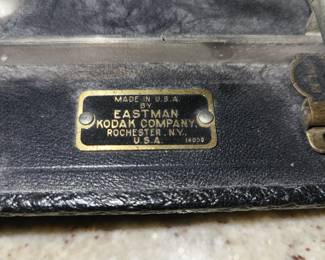 MADE IN U.S.A.
BY
EASTMAN
KODAK COMPANY.
ROCHESTER, N.Y.,
U.S.A.